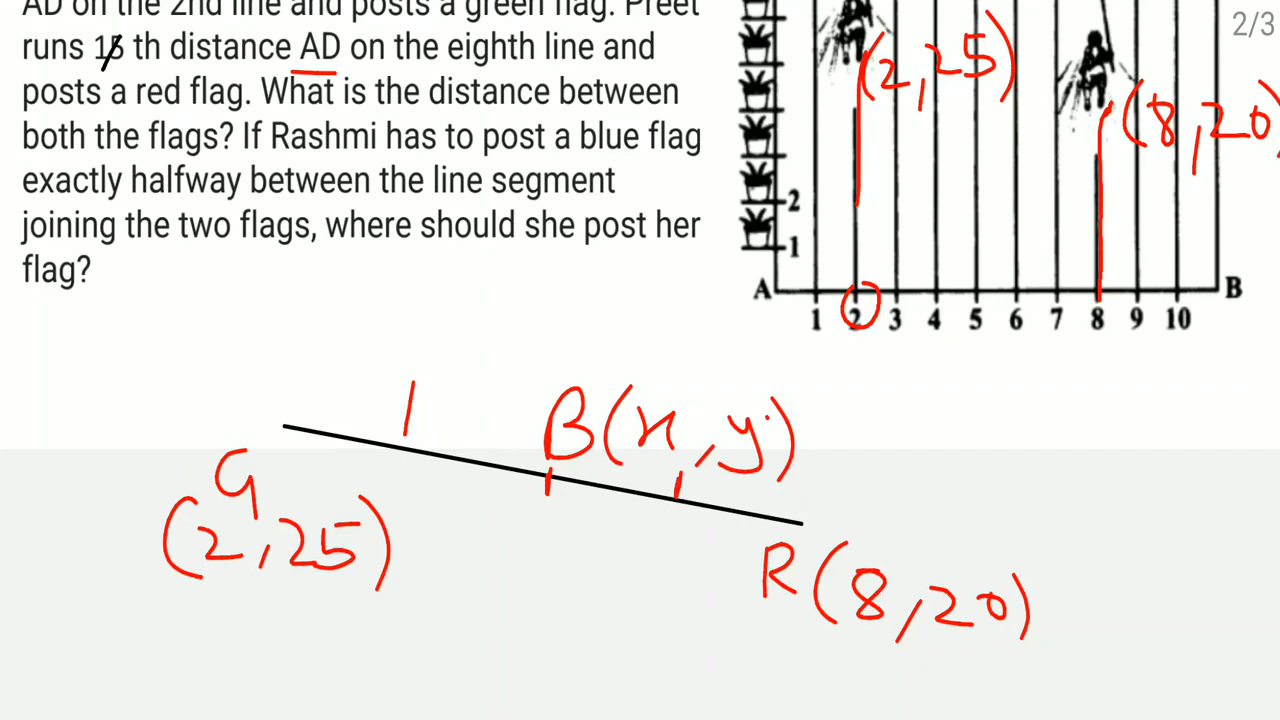 AD on the 2nd line and posts a green flag. Preet
runs 15 th distance AD on the eighth line and
posts a red flag. What is the distance between
both the flags? If Rashmi has to post a blue flag
exactly halfway between the line segment
joining the two flags, where should she post her
flag?
2/3
(2,25)
(8,20)
2
1
A
B
1 2 3 4 5 6 7 8 9 10
B(x,y)
G
(2,25)
R(8,20)